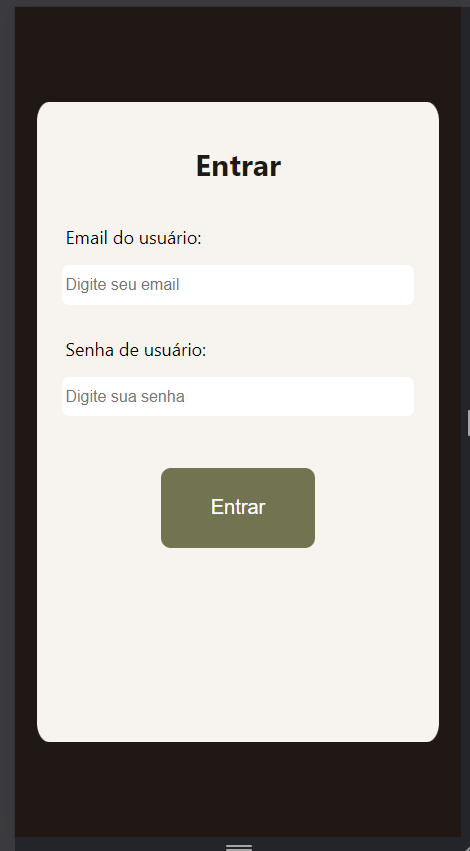 Entrar
Email do usuário:
Digite seu email
Senha de usuário:
Digite sua senha
Entrar